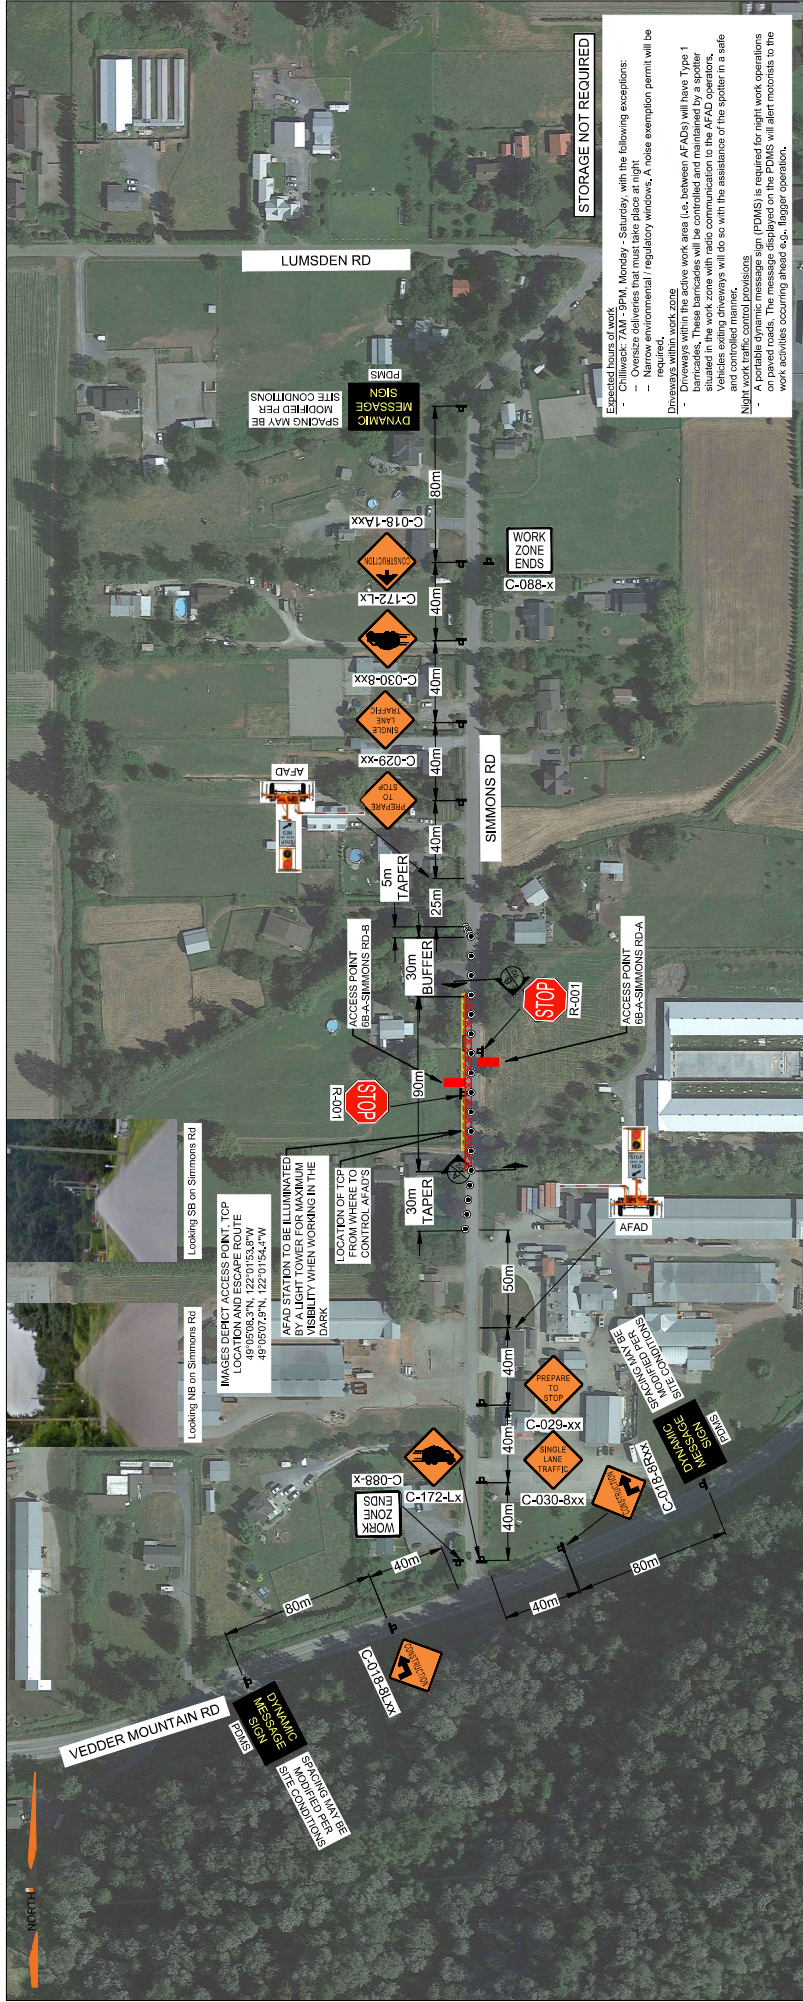 Looking SB on Simmons Rd
Looking NB on Simmons Rd
IMAGES DEPICT ACCESS POINT, TCP
LOCATION AND ESCAPE ROUTE
49°05'08.3"N, 122°01'53.8"W
49°05'07.9"N, 122°01'54.4"W
AFAD STATION TO BE ILLUMINATED
BY A LIGHT TOWER FOR MAXIMUM
VISIBILITY WHEN WORKING IN THE
DARK
LOCATION OF TCP
FROM WHERE TO
CONTROL AFAD'S
NORTH
VEDDER MOUNTAIN RD
PDMS
DYNAMIC
MESSAGE
SIGN
SPACING MAY BE
MODIFIED PER
SITE CONDITIONS
80m
40m
C-018-8Lxx
CONSTRUCTION
WORK
ZONE
ENDS
C-088-x
C-172-Lx
40m
80m
CONSTRUCTION
C-018-8Rxx
SPACING MAY BE
MODIFIED PER
SITE CONDITIONS
DYNAMIC
MESSAGE
SIGN
PDMS
40m
40m
40m
50m
SINGLE
LANE
TRAFFIC
C-030-8xx
PREPARE
TO
STOP
C-029-xx
AFAD
STOP
RED
30m
TAPER
90m
R-001
STOP
ACCESS POINT
6B-A-SIMMONS RD-B
30m
BUFFER
STOP
R-001
ACCESS POINT
6B-A-SIMMONS RD-A
A
B
5m
TAPER
25m
AFAD
STOP
RED
SIMMONS RD
40m
40m
40m
40m
80m
PREPARE
TO
STOP
C-029-xx
SINGLE
LANE
TRAFFIC
C-030-8xx
C-172-Lx
CONSTRUCTION
C-018-1Axx
WORK
ZONE
ENDS
C-088-x
SPACING MAY BE
MODIFIED PER
SITE CONDITIONS
DYNAMIC
MESSAGE
SIGN
PDMS
LUMSDEN RD
STORAGE NOT REQUIRED
Expected hours of work
- Chilliwack: 7AM - 9PM, Monday - Saturday, with the following exceptions:
-- Oversize deliveries that must take place at night
-- Narrow environmental / regulatory windows. A noise exemption permit will be
required.
Driveways within work zone
- Driveways within the active work area (i.e. between AFADs) will have Type 1
barricades. These barricades will be controlled and maintained by a spotter
situated in the work zone with radio communication to the AFAD operators.
Vehicles exiting driveways will do so with the assistance of the spotter in a safe
and controlled manner.
Night work traffic control provisions
- A portable dynamic message sign (PDMS) is required for night work operations
on paved roads. The message displayed on the PDMS will alert motorists to the
work activities occurring ahead e.g., flagger operation.